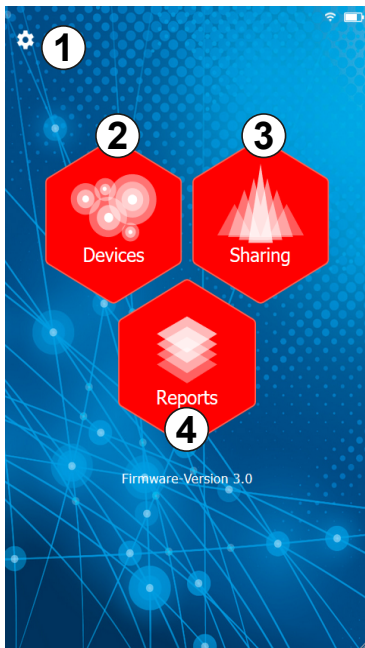 1
2
3
Devices
Sharing
Reports
4
Firmware-Version 3.0